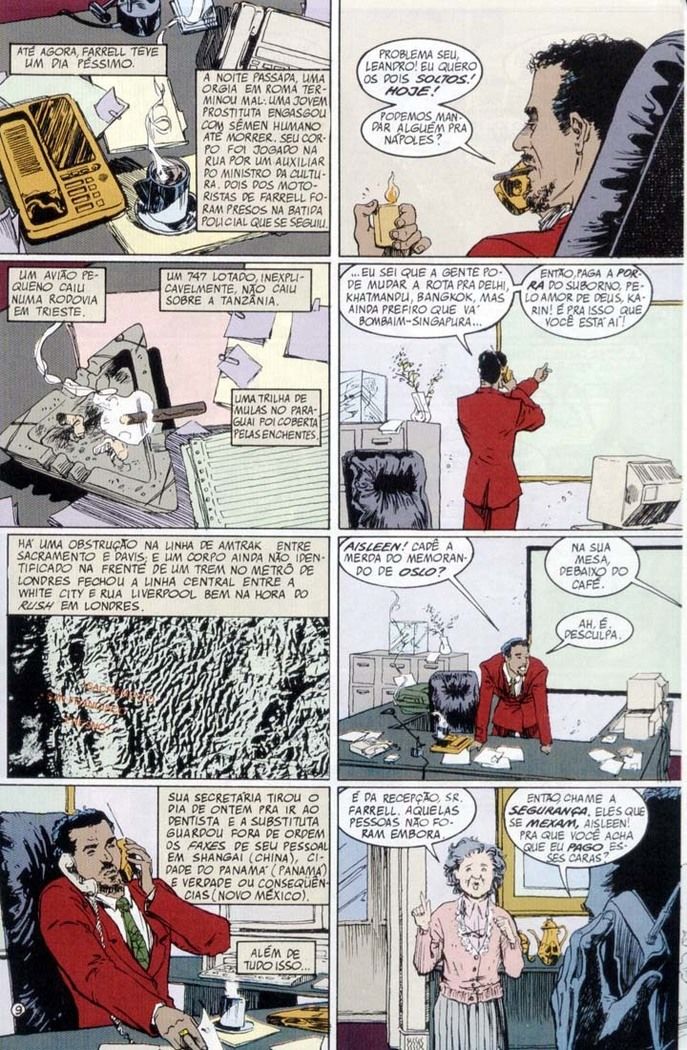 ATÉ AGORA, FARRELL TEVE
UM DIA PÉSSIMO.
A NOITE PASSADA, UMA
ORGIA EM ROMA TER-
MINOU MAL: UMA JOVEM
PROSTITUTA ENGASGOU
COM SÊMEN HUMANO
ATÉ MORRER. SEU COR-
PO FOI JOGADO NA
RUA POR UM AUXILIAR
DO MINISTRO DA CULTU-
RA. DOIS DOS MOTO-
RISTAS DE FARRELL FO-
RAM PRESOS NA BATIDA
POLICIAL QUE SE SEGUIU.
PROBLEMA SEU,
LEANDRO! EU QUERO
OS DOIS SOLTOS!
HOJE!
PODEMOS MAN-
DAR ALGUÉM PRA
NÁPOLES?
UM AVIÃO PE-
QUENO CAIU
NUMA RODOVIA
EM TRIESTE.
UM 747 LOTADO, INEXPLI-
CAVELMENTE, NÃO CAIU
SOBRE A TANZÂNIA.
UMA TRILHA DE
MULAS NO PARA-
GUAI FOI COBERTA
PELAS ENCHENTES.
...EU SEI QUE A GENTE PO-
DE MUDAR A ROTA PRA DELHI,
KHATMANDU, BANGKOK, MAS
AINDA PREFIRO QUE VÁ
BOMBAIM-SINGAPURA...
ENTÃO, PAGA A POR-
RA DO SUBORNO, PE-
LO AMOR DE DEUS, KA-
RIN! É PRA ISSO QUE
VOCÊ ESTÁ AÍ!
HÁ UMA OBSTRUÇÃO NA LINHA DE AMTRAK ENTRE
SACRAMENTO E DAVIS; E UM CORPO AINDA NÃO IDEN-
TIFICADO NA FRENTE DE UM TREM NO METRÔ DE
LONDRES FECHOU A LINHA CENTRAL ENTRE A
WHITE CITY E RUA LIVERPOOL BEM NA HORA DO
RUSH EM LONDRES.
SACRAMENTO
AISLEEN! CADÊ A
MERDA DO MEMORAN-
DO DE OSLO?
NA SUA
MESA,
DEBAIXO DO
CAFÉ.
AH, É.
DESCULPA.
SUA SECRETÁRIA TIROU O
DIA DE ONTEM PRA IR AO
DENTISTA E A SUBSTITUTA
GUARDOU FORA DE ORDEM
OS FAXES DE SEU PESSOAL
EM SHANGAI (CHINA), CI-
DADE DO PANAMÁ (PANAMÁ)
E VERDADE OU CONSEQÜÊN-
CIAS (NOVO MÉXICO).
ALÉM DE
TUDO ISSO...
9
É DA RECEPÇÃO, SR.
FARRELL. AQUELAS
PESSOAS NÃO FO-
RAM EMBORA.
ENTÃO, CHAME A
SEGURANÇA. ELES QUE
SE MEXAM, AISLEEN!
PRA QUE VOCÊ ACHA
QUE EU PAGO ES-
SES CARAS?